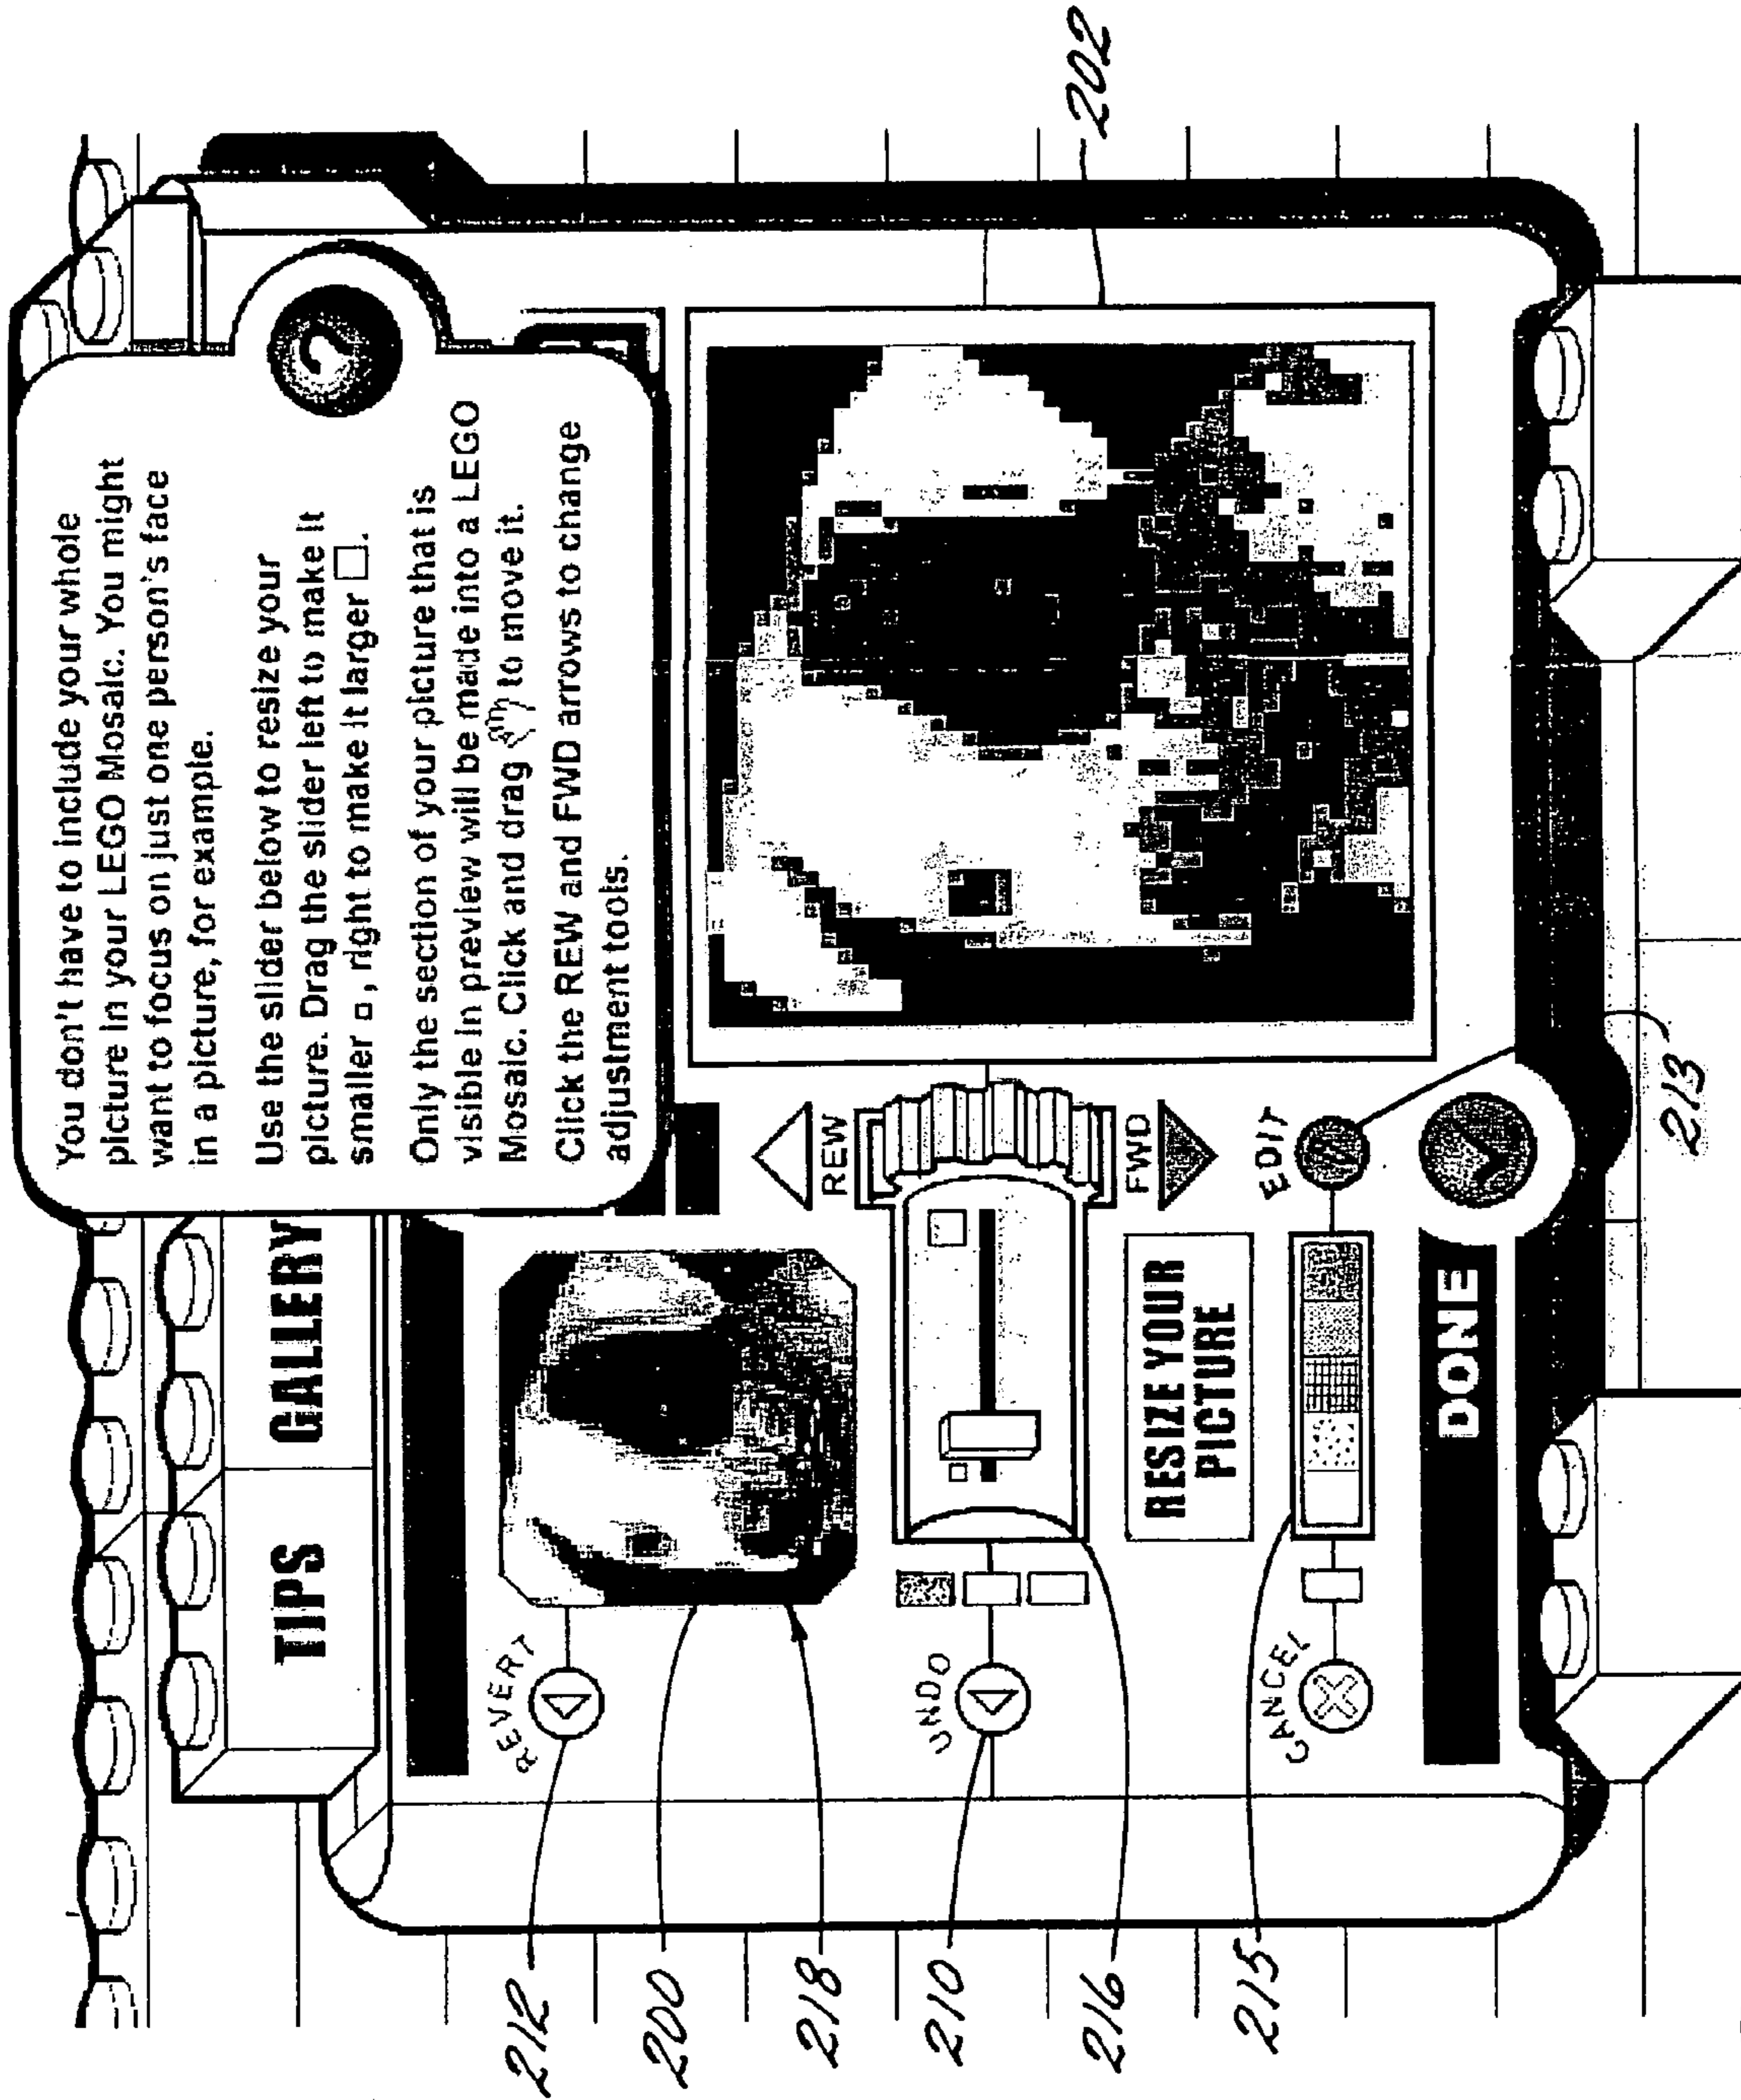 You don't have to include your whole
picture in your LEGO Mosaic. You might
want to focus on just one person's face
in a picture, for example.
Use the slider below to resize your
picture. Drag the slider left to make it
smaller, right to make it larger.
Only the section of your picture that is
visible in preview will be made into a LEGO
Mosaic. Click and drag to move it.
Click the REW and FWD arrows to change
adjustment tools.
?
TIPS
GALLERY
REVERT
REW
UNDO
FWD
RESIZE YOUR
PICTURE
CANCEL
EDIT
DONE
212
200
218
210
216
215
202
213